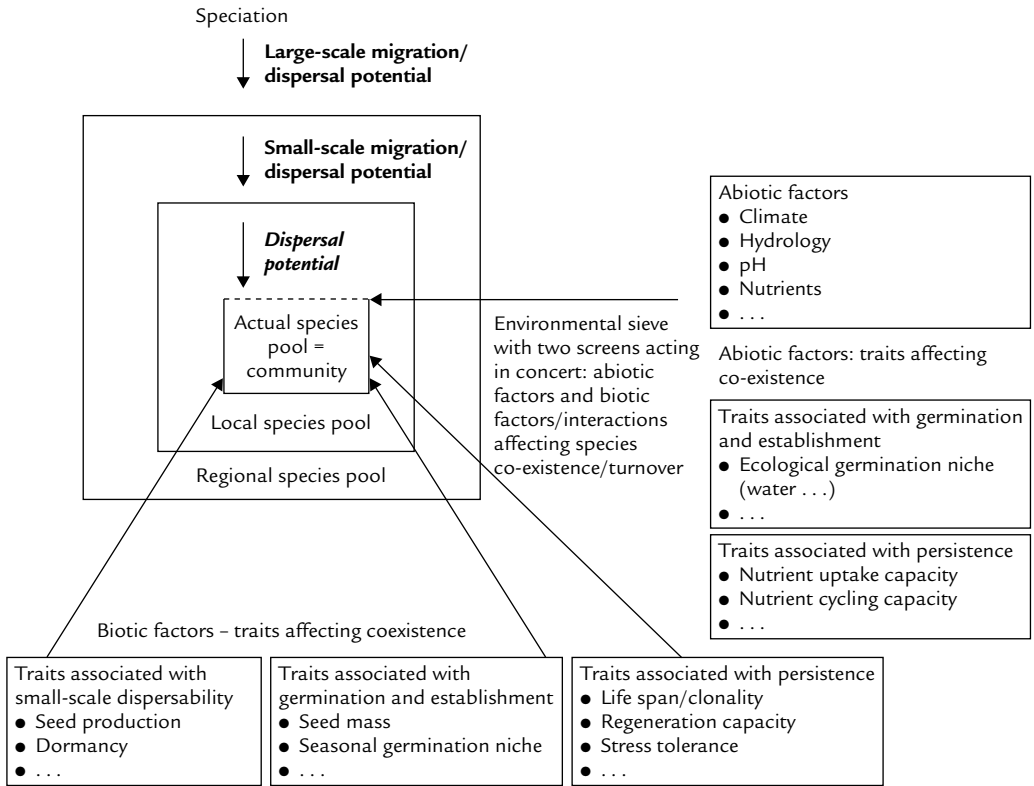 Speciation
Large-scale migration/
dispersal potential
Small-scale migration/
dispersal potential
Dispersal
potential
Actual species
pool =
community
Local species pool
Regional species pool
Environmental sieve
with two screens acting
in concert: abiotic
factors and biotic
factors/interactions
affecting species
co-existence/turnover
Abiotic factors
● Climate
● Hydrology
● pH
● Nutrients
● . . .
Abiotic factors: traits affecting
co-existence
Traits associated with germination
and establishment
● Ecological germination niche
(water . . .)
● . . .
Traits associated with persistence
● Nutrient uptake capacity
● Nutrient cycling capacity
● . . .
Biotic factors – traits affecting coexistence
Traits associated with
small-scale dispersability
● Seed production
● Dormancy
● . . .
Traits associated with
germination and establishment
● Seed mass
● Seasonal germination niche
● . . .
Traits associated with persistence
● Life span/clonality
● Regeneration capacity
● Stress tolerance
● . . .